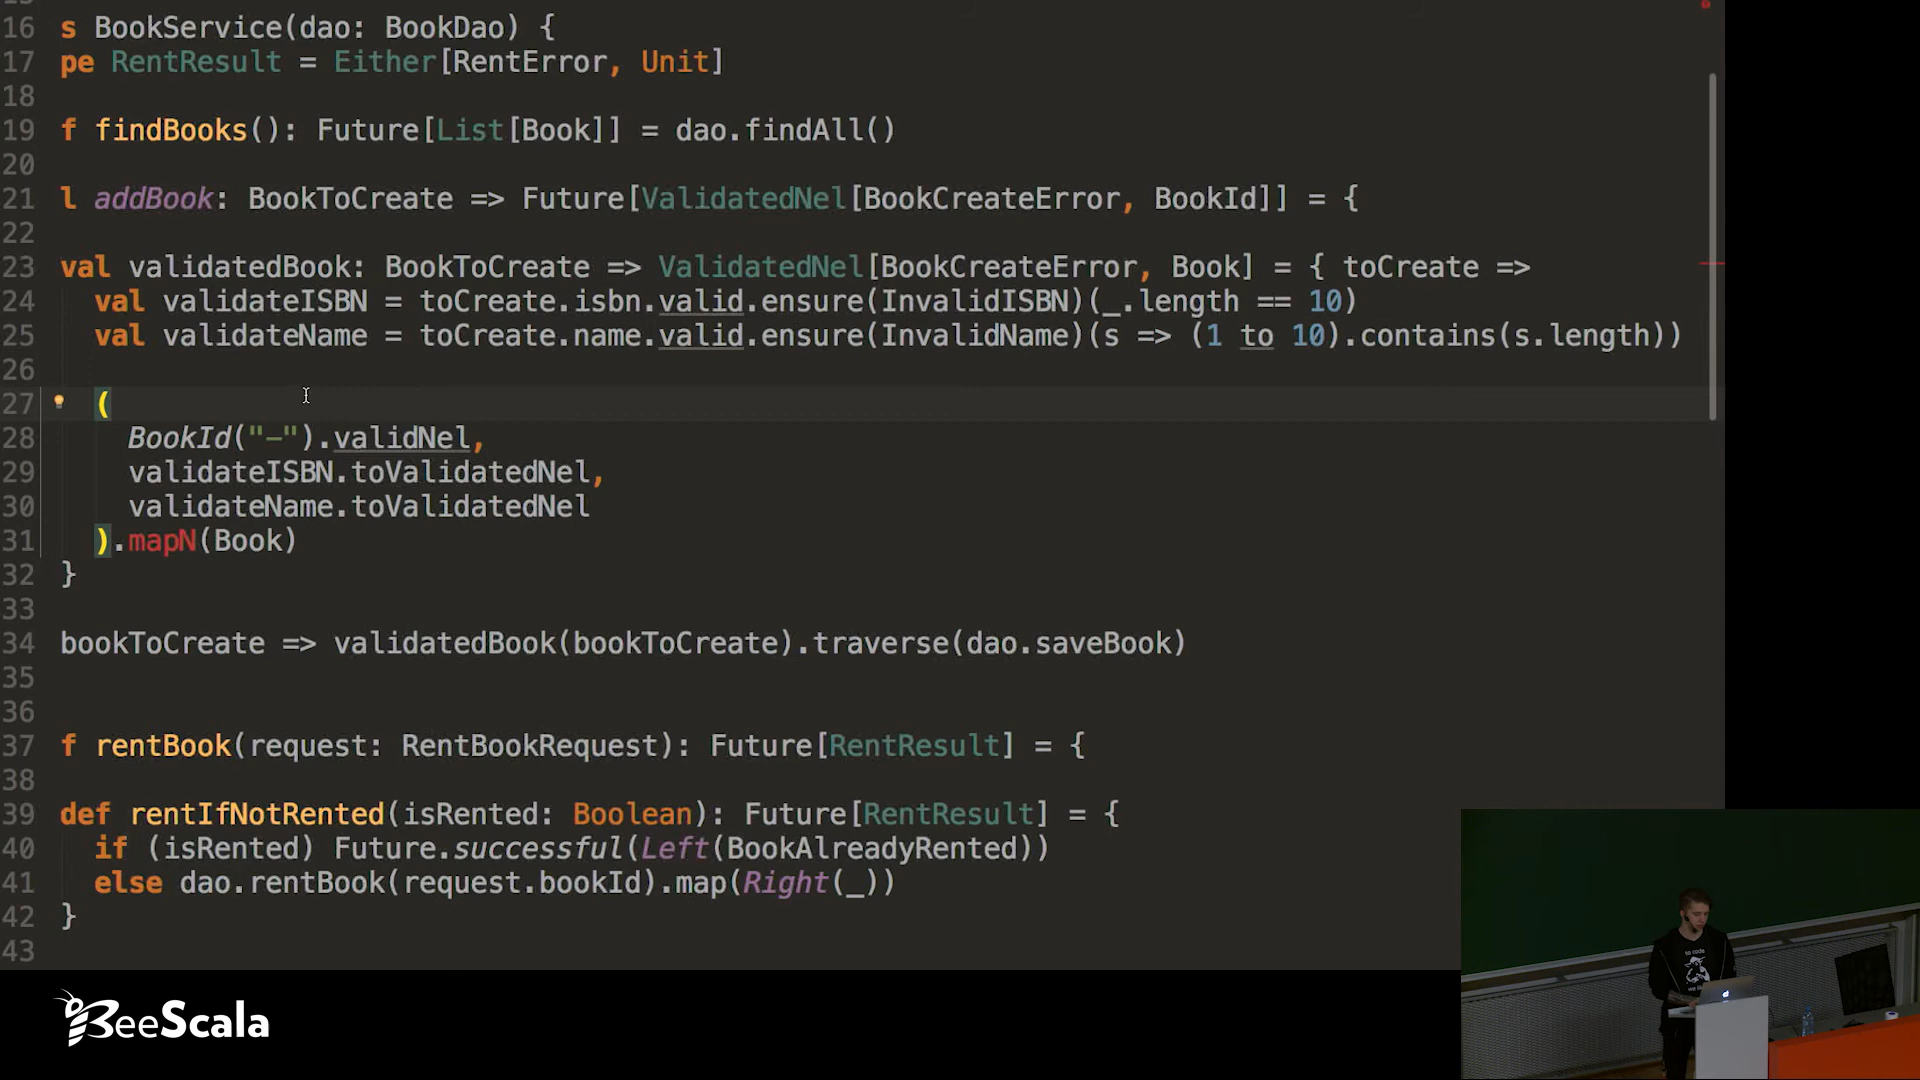 16 s BookService(dao: BookDao) {
17 pe RentResult = Either[RentError, Unit]
18
19 f findBooks(): Future[List[Book]] = dao.findAll()
20
21 l addBook: BookToCreate => Future[ValidatedNel[BookCreateError, BookId]] = {
22
23 val validatedBook: BookToCreate => ValidatedNel[BookCreateError, Book] = { toCreate =>
24 val validateISBN = toCreate.isbn.valid.ensure(InvalidISBN)(_.length == 10)
25 val validateName = toCreate.name.valid.ensure(InvalidName)(s => (1 to 10).contains(s.length))
26
27 (
28 BookId("-").validNel,
29 validateISBN.toValidatedNel,
30 validateName.toValidatedNel
31 ).mapN(Book)
32 }
33
34 bookToCreate => validatedBook(bookToCreate).traverse(dao.saveBook)
35
36
37 f rentBook(request: RentBookRequest): Future[RentResult] = {
38
39 def rentIfNotRented(isRented: Boolean): Future[RentResult] = {
40 if (isRented) Future.successful(Left(BookAlreadyRented))
41 else dao.rentBook(request.bookId).map(Right(_))
42 }
43
BeeScala